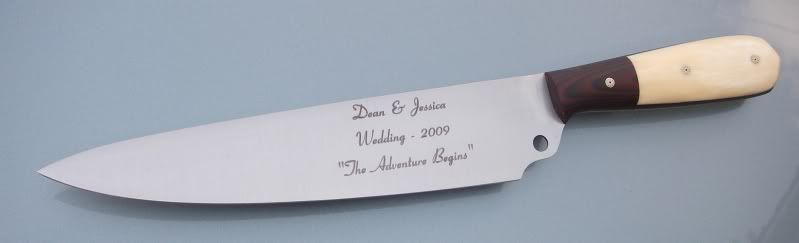 Dean & Jessica
Wedding - 2009
"The Adventure Begins"